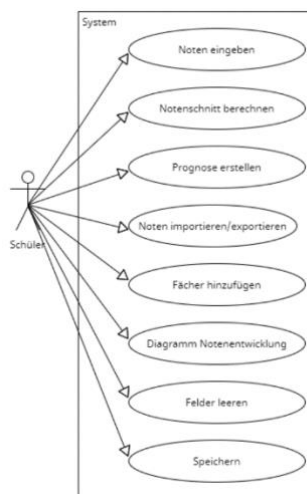 System
Noten eingeben
Notenschnitt berechnen
Prognose erstellen
Noten importieren/exportieren
Schüler
Fächer hinzufügen
Diagramm Notenentwicklung
Felder leeren
Speichern